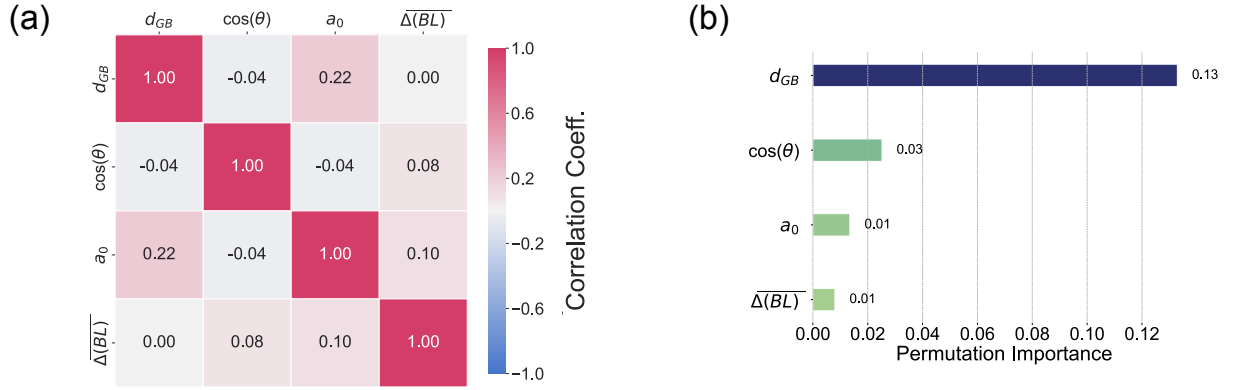 (a)
d_GB cos(θ) a_0 Δ(BL)
d_GB 1.00 -0.04 0.22 0.00
cos(θ) -0.04 1.00 -0.04 0.08
a_0 0.22 -0.04 1.00 0.10
Δ(BL) 0.00 0.08 0.10 1.00
1.0
0.6
0.2
-0.2
-0.6
-1.0
Correlation Coeff.
(b)
d_GB 0.13
cos(θ) 0.03
a_0 0.01
Δ(BL) 0.01
0.00 0.02 0.04 0.06 0.08 0.10 0.12
Permutation Importance